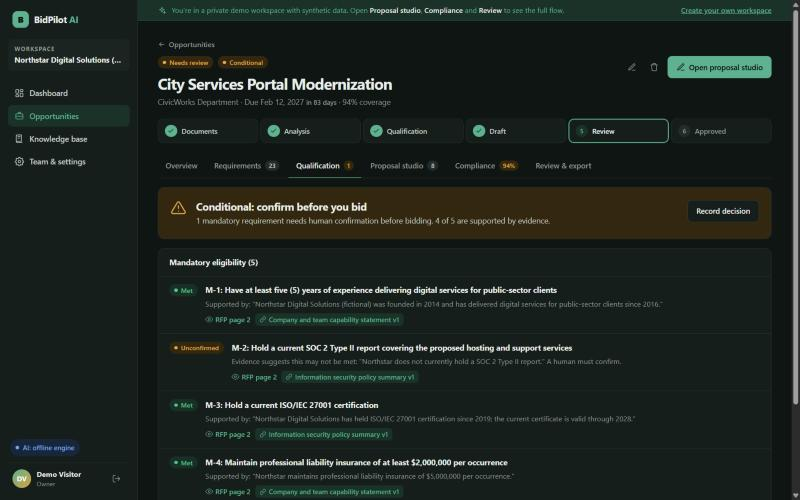 You're in a private demo workspace with synthetic data. Open Proposal studio, Compliance and Review to see the full flow.
Create your own workspace
B BidPilot AI
WORKSPACE
Northstar Digital Solutions (...
Dashboard
Opportunities
Knowledge base
Team & settings
AI: offline engine
DV Demo Visitor
Owner
← Opportunities
Needs review Conditional
City Services Portal Modernization
CivicWorks Department · Due Feb 12, 2027 in 83 days · 94% coverage
Open proposal studio
Documents Analysis Qualification Draft 5 Review 6 Approved
Overview Requirements 23 Qualification 1 Proposal studio 8 Compliance 94% Review & export
Conditional: confirm before you bid
1 mandatory requirement needs human confirmation before bidding. 4 of 5 are supported by evidence.
Record decision
Mandatory eligibility (5)
Met M-1: Have at least five (5) years of experience delivering digital services for public-sector clients
Supported by: "Northstar Digital Solutions (fictional) was founded in 2014 and has delivered digital services for public-sector clients since 2016."
RFP page 2 Company and team capability statement v1
Unconfirmed M-2: Hold a current SOC 2 Type II report covering the proposed hosting and support services
Evidence suggests this may not be met: "Northstar does not currently hold a SOC 2 Type II report." A human must confirm.
RFP page 2 Information security policy summary v1
Met M-3: Hold a current ISO/IEC 27001 certification
Supported by: "Northstar Digital Solutions has held ISO/IEC 27001 certification since 2019; the current certificate is valid through 2028."
RFP page 2 Information security policy summary v1
Met M-4: Maintain professional liability insurance of at least $2,000,000 per occurrence
Supported by: "Northstar maintains professional liability insurance of $5,000,000 per occurrence."
RFP page 2 Company and team capability statement v1